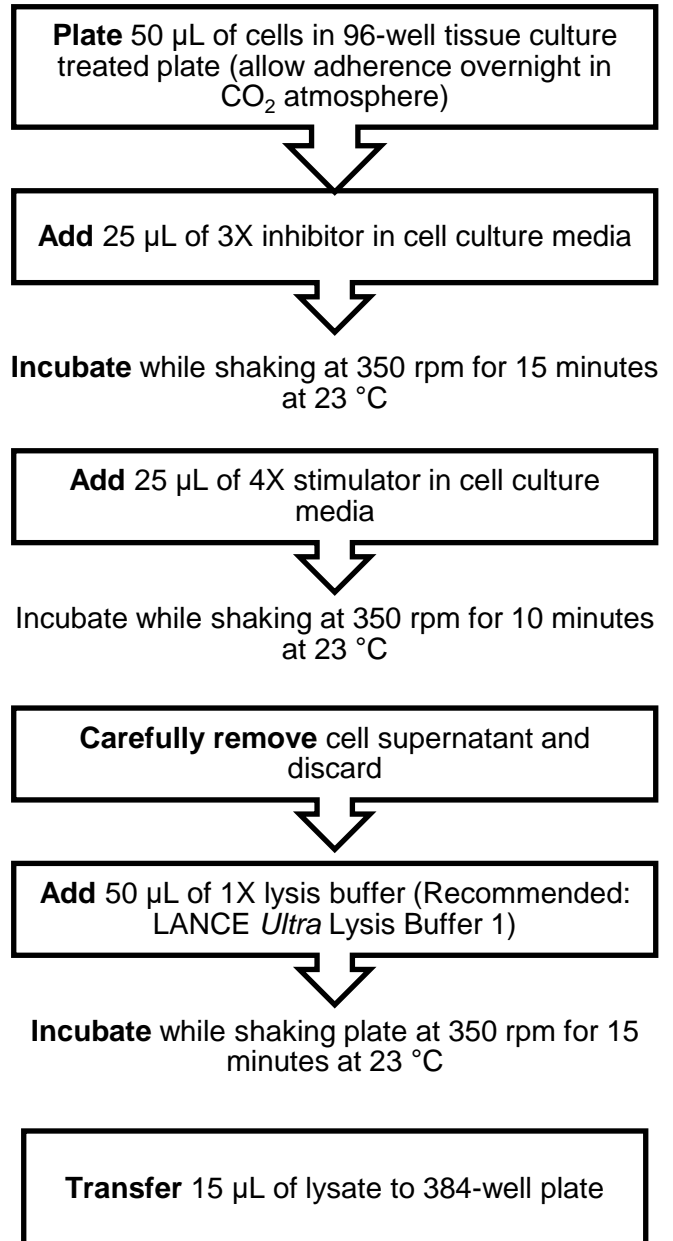 Plate 50 µL of cells in 96-well tissue culture
treated plate (allow adherence overnight in
CO₂ atmosphere)
Add 25 µL of 3X inhibitor in cell culture media
Incubate while shaking at 350 rpm for 15 minutes
at 23 °C
Add 25 µL of 4X stimulator in cell culture
media
Incubate while shaking at 350 rpm for 10 minutes
at 23 °C
Carefully remove cell supernatant and
discard
Add 50 µL of 1X lysis buffer (Recommended:
LANCE Ultra Lysis Buffer 1)
Incubate while shaking plate at 350 rpm for 15
minutes at 23 °C
Transfer 15 µL of lysate to 384-well plate